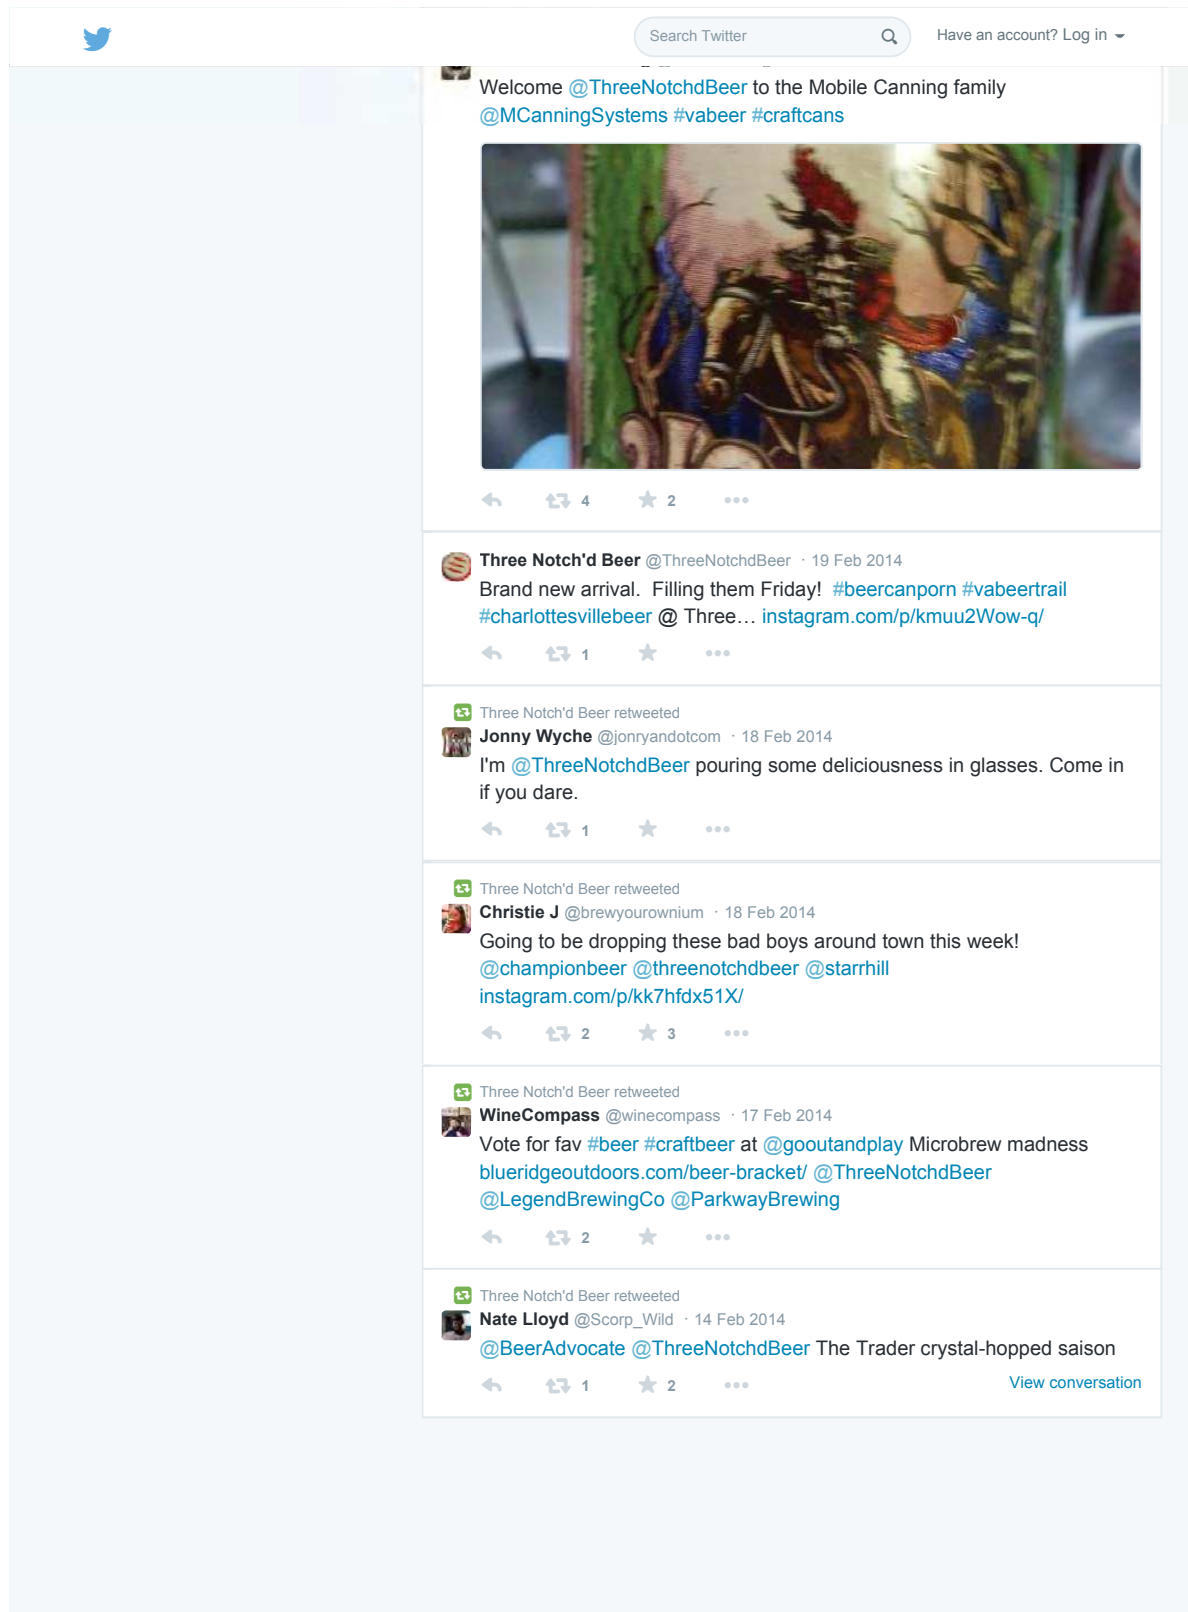 Search Twitter
Have an account? Log in
Welcome @ThreeNotchdBeer to the Mobile Canning family
@MCanningSystems #vabeer #craftcans
4 2
Three Notch'd Beer @ThreeNotchdBeer · 19 Feb 2014
Brand new arrival. Filling them Friday! #beercanporn #vabeertrail
#charlottesvillebeer @ Three… instagram.com/p/kmuu2Wow-q/
1
Three Notch'd Beer retweeted
Jonny Wyche @jonryandotcom · 18 Feb 2014
I'm @ThreeNotchdBeer pouring some deliciousness in glasses. Come in
if you dare.
1
Three Notch'd Beer retweeted
Christie J @brewyourownium · 18 Feb 2014
Going to be dropping these bad boys around town this week!
@championbeer @threenotchdbeer @starrhill
instagram.com/p/kk7hfdx51X/
2 3
Three Notch'd Beer retweeted
WineCompass @winecompass · 17 Feb 2014
Vote for fav #beer #craftbeer at @gooutandplay Microbrew madness
blueridgeoutdoors.com/beer-bracket/ @ThreeNotchdBeer
@LegendBrewingCo @ParkwayBrewing
2
Three Notch'd Beer retweeted
Nate Lloyd @Scorp_Wild · 14 Feb 2014
@BeerAdvocate @ThreeNotchdBeer The Trader crystal-hopped saison
1 2 View conversation